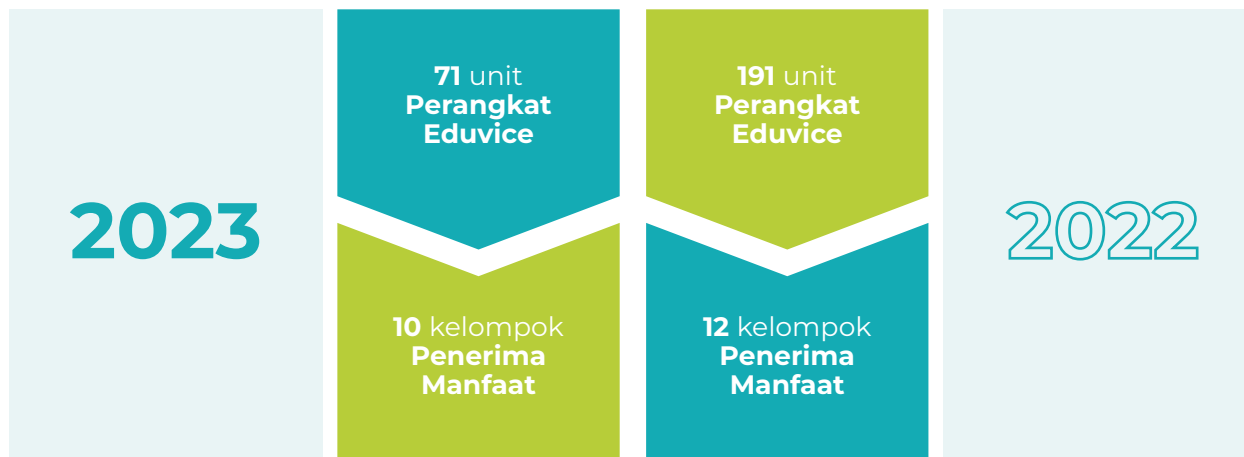 2023
71 unit
Perangkat
Eduvice
10 kelompok
Penerima
Manfaat
191 unit
Perangkat
Eduvice
12 kelompok
Penerima
Manfaat
2022